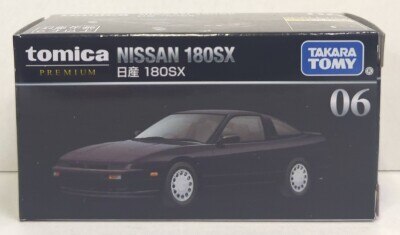 tomica
PREMIUM
NISSAN 180SX
日産 180SX
TAKARA
TOMY
06